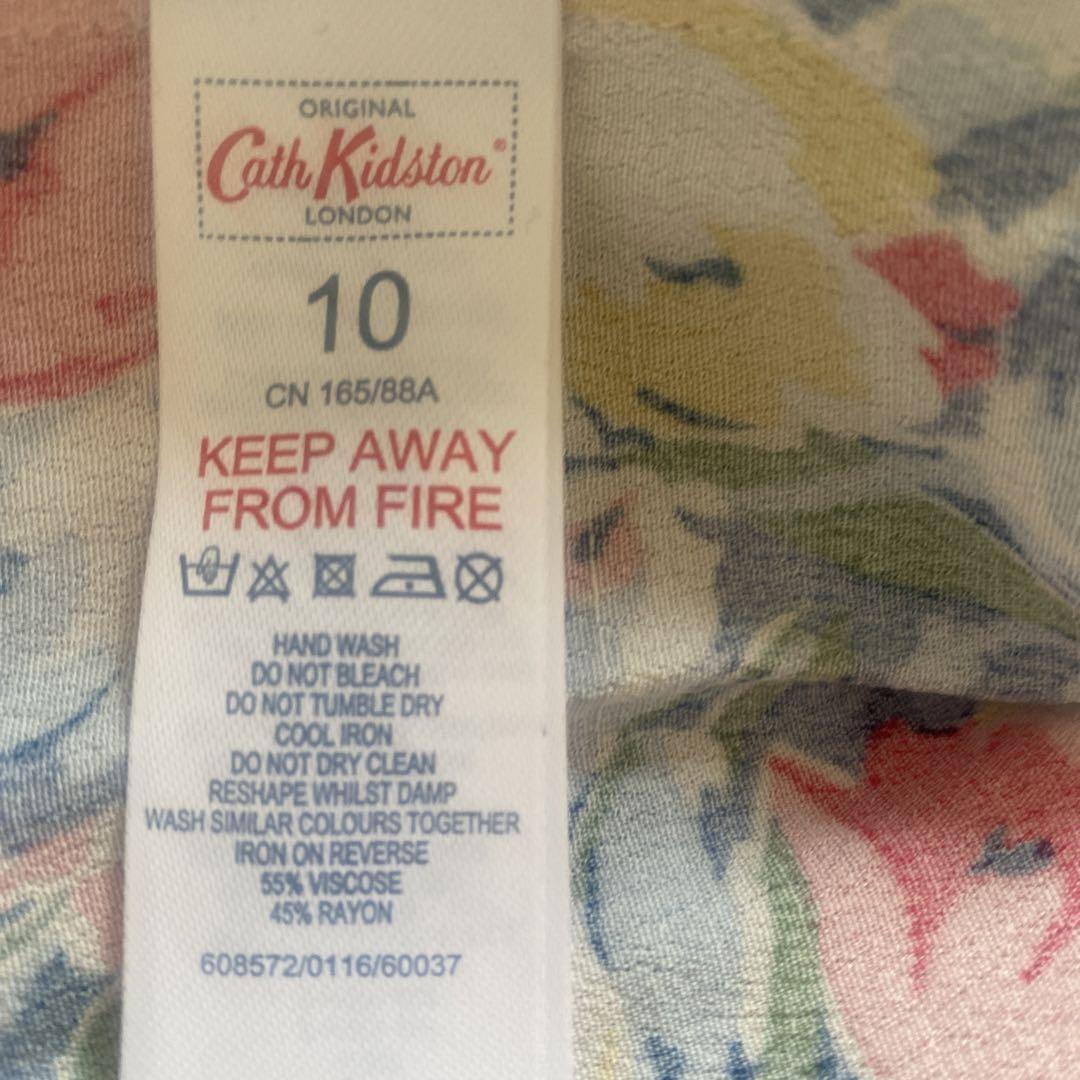 ORIGINAL
Cath Kidston®
LONDON
10
CN 165/88A
KEEP AWAY
FROM FIRE
HAND WASH
DO NOT BLEACH
DO NOT TUMBLE DRY
COOL IRON
DO NOT DRY CLEAN
RESHAPE WHILST DAMP
WASH SIMILAR COLOURS TOGETHER
IRON ON REVERSE
55% VISCOSE
45% RAYON
608572/0116/60037